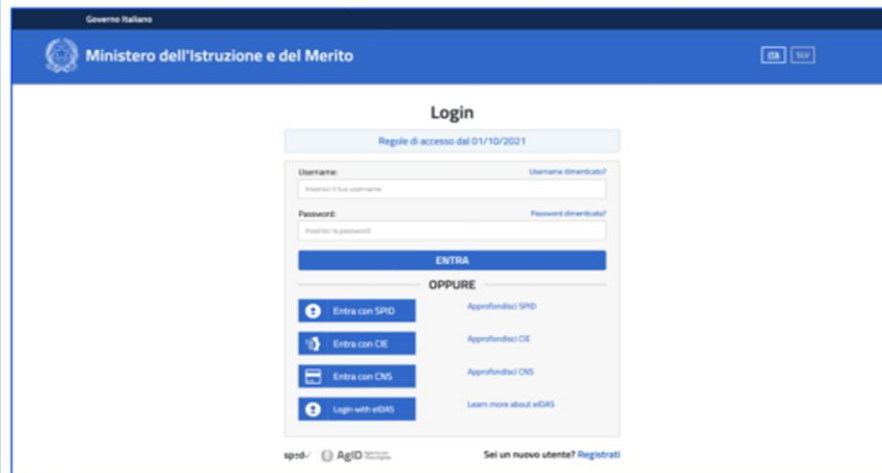 Governo Italiano
Ministero dell'Istruzione e del Merito
ITA SLV
Login
Regole di accesso dal 01/10/2021
Username: Username dimenticato?
Inserisci il tuo username
Password: Password dimenticata?
Inserisci la password
ENTRA
OPPURE
Entra con SPID Approfondisci SPID
Entra con CIE Approfondisci CIE
Entra con CNS Approfondisci CNS
Login with eIDAS Learn more about eIDAS
sp:d AgID Sei un nuovo utente? Registrati